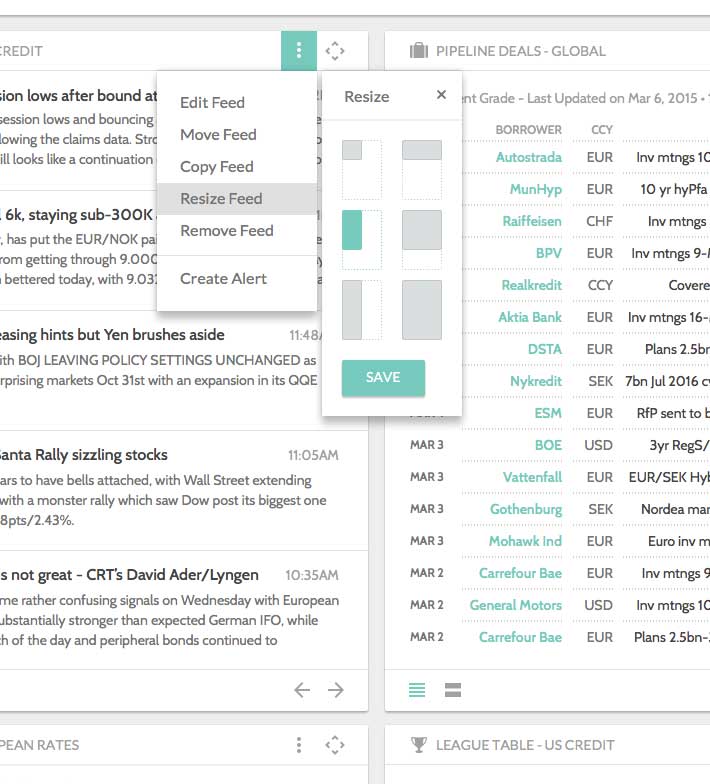 CREDIT
Edit Feed
Move Feed
Copy Feed
Resize Feed
Remove Feed
Create Alert
Resize
×
SAVE
sion lows after bound at
session lows and bouncing
lowing the claims data. Stro
ill looks like a continuation
6k, staying sub-300K
, has put the EUR/NOK pai
rom getting through 9.000
bettered today, with 9.037
easing hints but Yen brushes aside 11:48
ith BOJ LEAVING POLICY SETTINGS UNCHANGED as
rprising markets Oct 31st with an expansion in its QQE
Santa Rally sizzling stocks 11:05AM
ars to have bells attached, with Wall Street extending
with a monster rally which saw Dow post its biggest one
8pts/2.43%.
s not great - CRT's David Ader/Lyngen 10:35AM
me rather confusing signals on Wednesday with European
ubstantially stronger than expected German IFO, while
ch of the day and peripheral bonds continued to
PEAN RATES
PIPELINE DEALS - GLOBAL
ent Grade - Last Updated on Mar 6, 2015 •
BORROWER CCY
Autostrada EUR Inv mtngs 10
MunHyp EUR 10 yr hyPfa
Raiffeisen CHF Inv mtngs
BPV EUR Inv mtngs 9-
Realkredit CCY Covere
Aktia Bank EUR Inv mtngs 16-
DSTA EUR Plans 2.5bn
Nykredit SEK 7bn Jul 2016 c
ESM EUR RfP sent to b
MAR 3 BOE USD 3yr RegS/
MAR 3 Vattenfall EUR EUR/SEK Hyb
MAR 3 Gothenburg SEK Nordea mar
MAR 3 Mohawk Ind EUR Euro inv m
MAR 2 Carrefour Bae EUR Inv mtngs 9
MAR 2 General Motors USD Inv mtngs 10
MAR 2 Carrefour Bae EUR Plans 2.5bn-
LEAGUE TABLE - US CREDIT